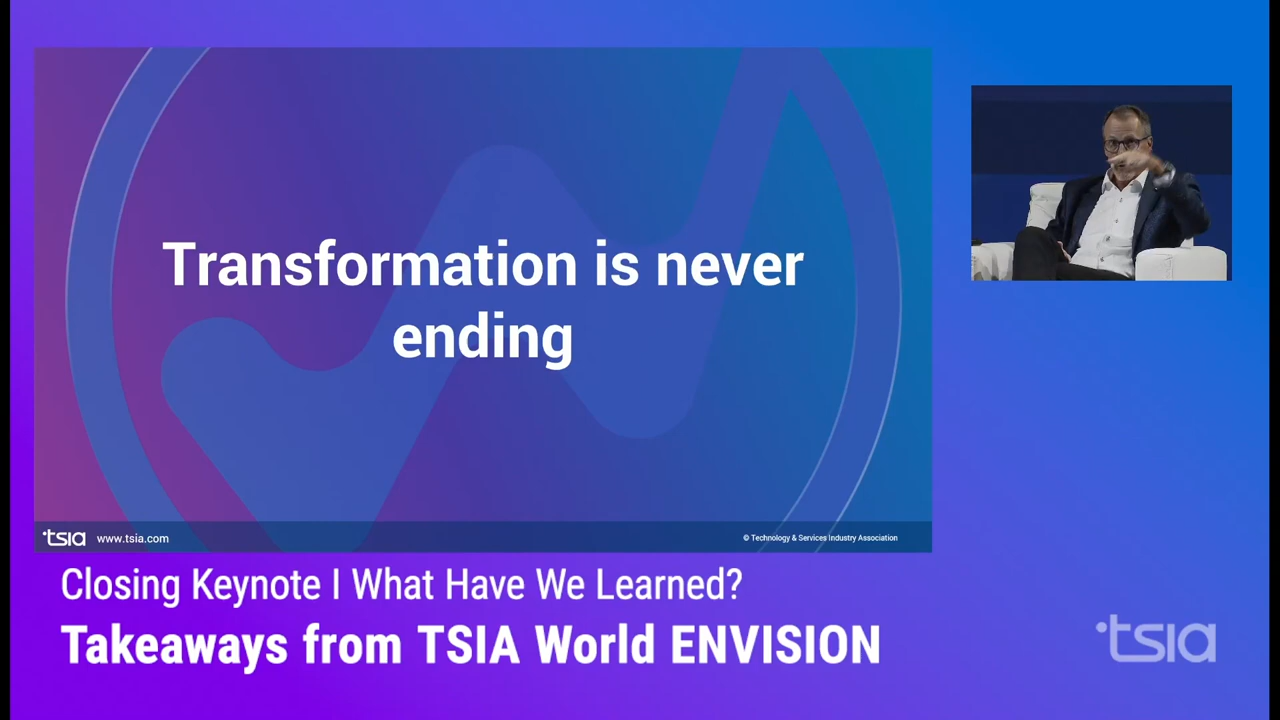 Transformation is never
ending
tsia www.tsia.com
© Technology & Services Industry Association
Closing Keynote I What Have We Learned?
Takeaways from TSIA World ENVISION
tsia